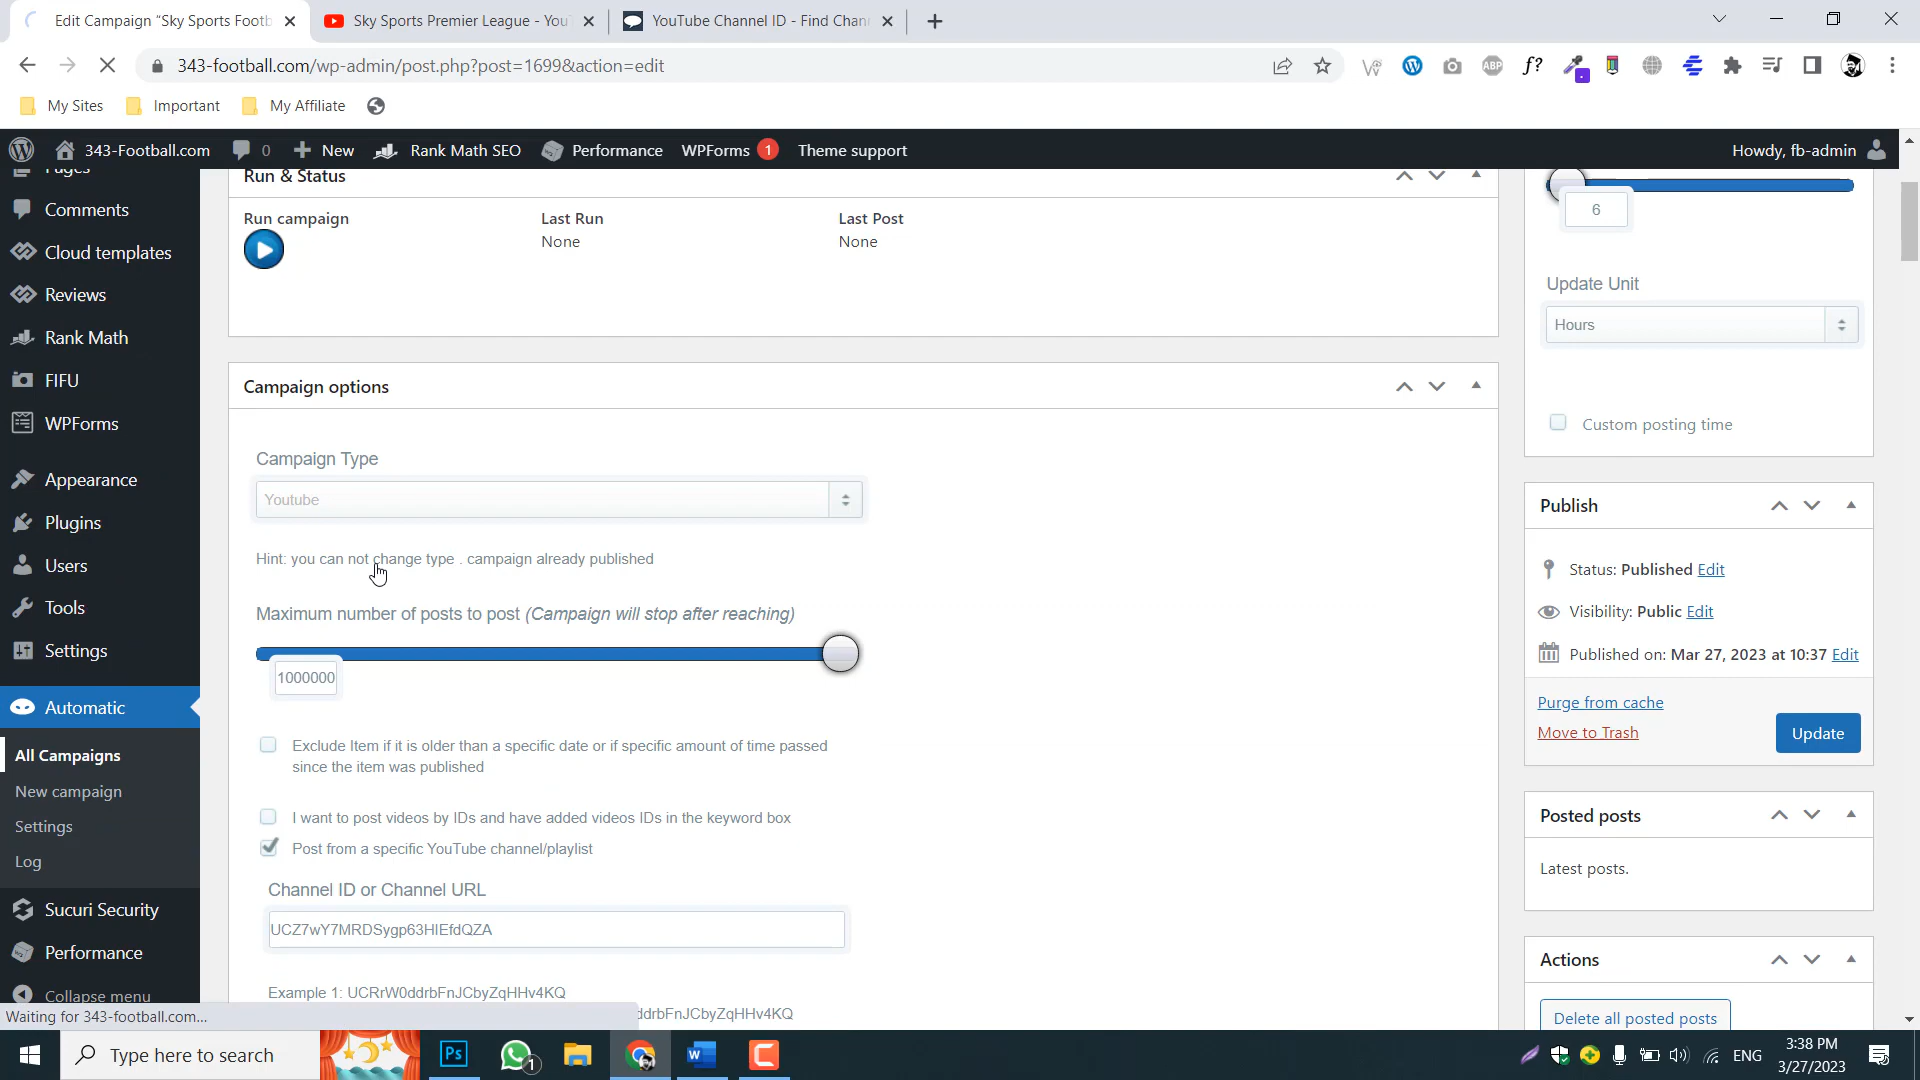 Edit Campaign “Sky Sports Footb
Sky Sports Premier League - You
YouTube Channel ID - Find Chan
343-football.com/wp-admin/post.php?post=1699&action=edit
ABP
f?
My Sites
Important
My Affiliate
343-Football.com
0
New
Rank Math SEO
Performance
WPForms
1
Theme support
Howdy, fb-admin
Pages
Comments
Cloud templates
Reviews
Rank Math
FIFU
WPForms
Appearance
Plugins
Users
Tools
Settings
Automatic
All Campaigns
New campaign
Settings
Log
Sucuri Security
Performance
Collapse menu
Run & Status
Run campaign
Last Run
None
Last Post
None
Campaign options
Campaign Type
Youtube
Hint: you can not change type . campaign already published
Maximum number of posts to post (Campaign will stop after reaching)
1000000
Exclude Item if it is older than a specific date or if specific amount of time passed
since the item was published
I want to post videos by IDs and have added videos IDs in the keyword box
Post from a specific YouTube channel/playlist
Channel ID or Channel URL
UCZ7wY7MRDSygp63HIEfdQZA
Example 1: UCRrW0ddrbFnJCbyZqHHv4KQ
ddrbFnJCbyZqHHv4KQ
6
Update Unit
Hours
Custom posting time
Publish
Status: Published Edit
Visibility: Public Edit
Published on: Mar 27, 2023 at 10:37 Edit
Purge from cache
Move to Trash
Update
Posted posts
Latest posts.
Actions
Delete all posted posts
Waiting for 343-football.com...
Type here to search
Ps
1
ENG
3:38 PM
3/27/2023